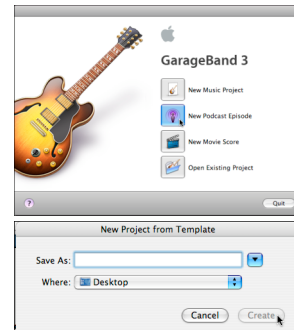 GarageBand 3
New Music Project
New Podcast Episode
New Movie Score
Open Existing Project
?
Quit
New Project from Template
Save As:
Where: Desktop
Cancel Create